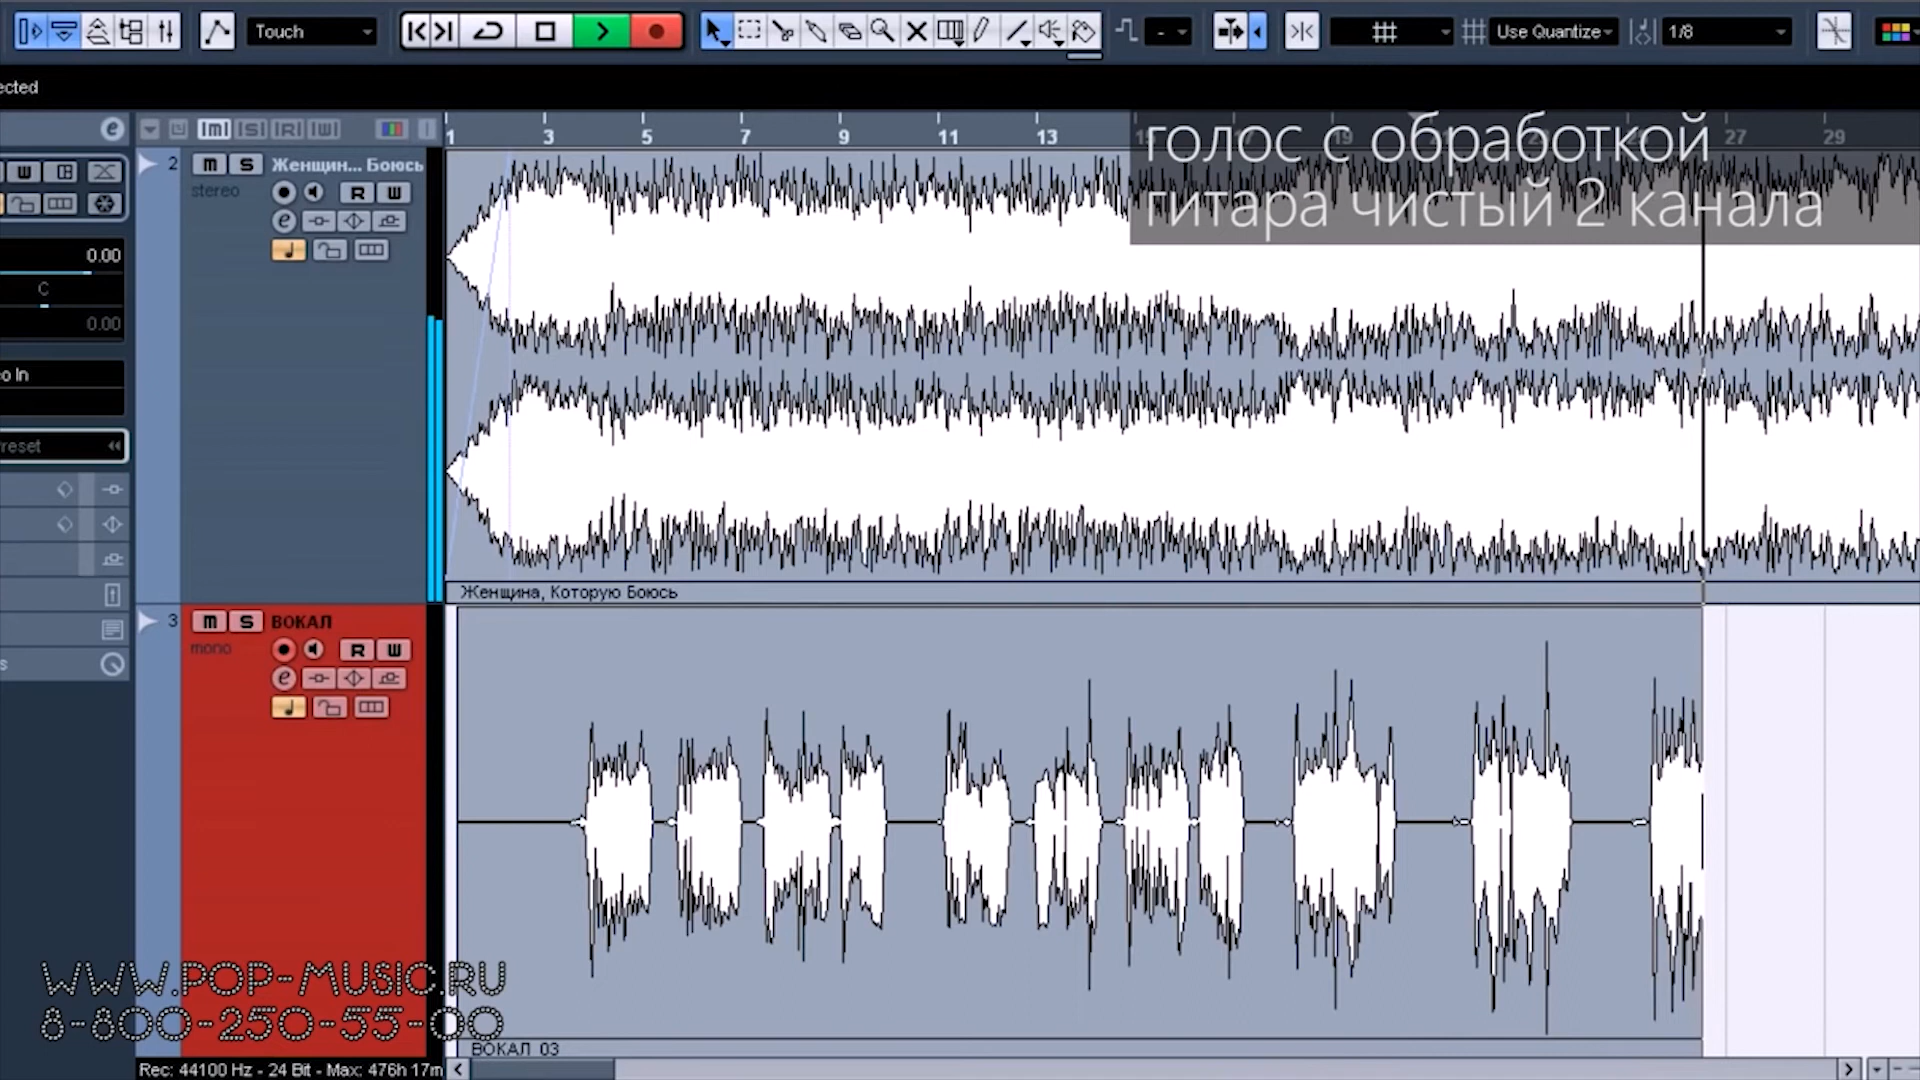 Touch
Use Quantize
1/8
ected
1 3 5 7 9 11 13 27 29
голос с обработкой
гитара чистый 2 канала
2 M S Женщин... Боюсь
stereo
R W
0.00
C
0.00
o In
reset
Женщина, Которую Боюсь
3 M S ВОКАЛ
mono
R W
s
WWW.POP-MUSIC.RU
8-800-250-55-00
ВОКАЛ_03
Rec: 44100 Hz - 24 Bit - Max: 476h 17m